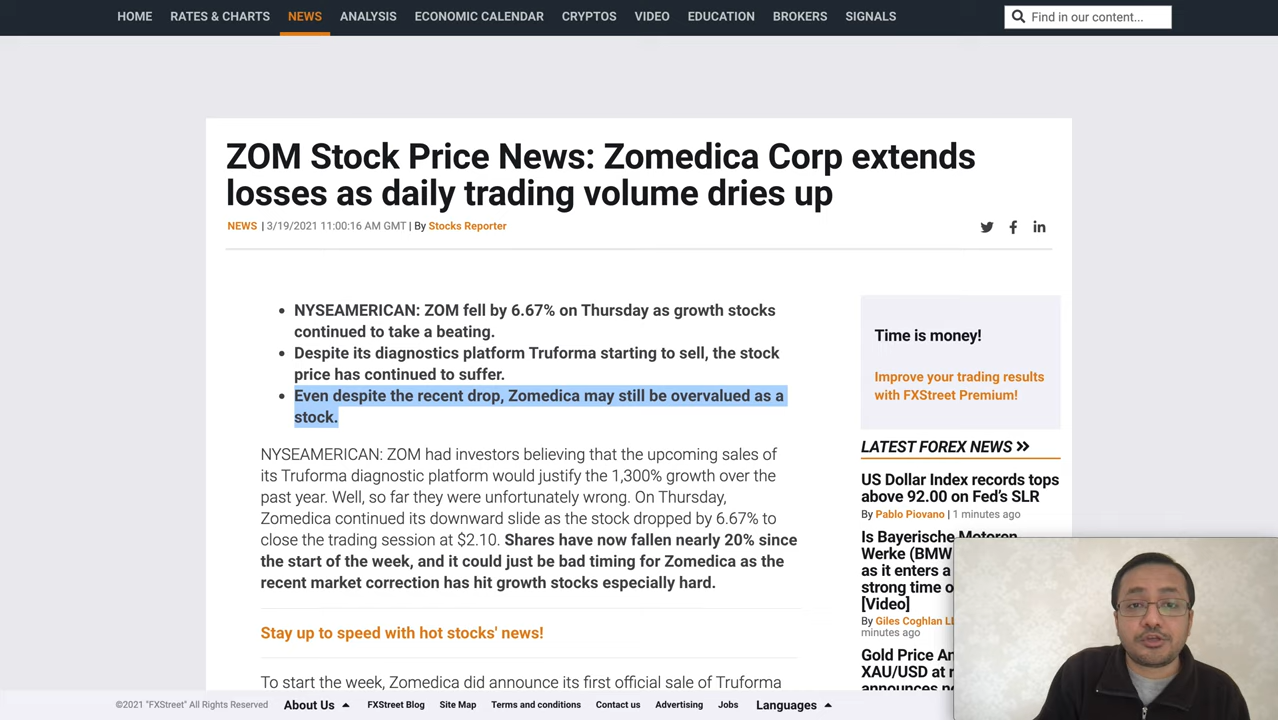 HOME RATES & CHARTS NEWS ANALYSIS ECONOMIC CALENDAR CRYPTOS VIDEO EDUCATION BROKERS SIGNALS
Find in our content...
ZOM Stock Price News: Zomedica Corp extends
losses as daily trading volume dries up
NEWS | 3/19/2021 11:00:16 AM GMT | By Stocks Reporter
• NYSEAMERICAN: ZOM fell by 6.67% on Thursday as growth stocks
continued to take a beating.
• Despite its diagnostics platform Truforma starting to sell, the stock
price has continued to suffer.
• Even despite the recent drop, Zomedica may still be overvalued as a
stock.
NYSEAMERICAN: ZOM had investors believing that the upcoming sales of
its Truforma diagnostic platform would justify the 1,300% growth over the
past year. Well, so far they were unfortunately wrong. On Thursday,
Zomedica continued its downward slide as the stock dropped by 6.67% to
close the trading session at $2.10. Shares have now fallen nearly 20% since
the start of the week, and it could just be bad timing for Zomedica as the
recent market correction has hit growth stocks especially hard.
Stay up to speed with hot stocks' news!
To start the week, Zomedica did announce its first official sale of Truforma
Time is money!
Improve your trading results
with FXStreet Premium!
LATEST FOREX NEWS
US Dollar Index records tops
above 92.00 on Fed's SLR
By Pablo Piovano | 1 minutes ago
Is Bayerische Motoren
Werke (BMW
as it enters a
strong time o
[Video]
By Giles Coghlan LL
minutes ago
Gold Price An
XAU/USD at r
announces ne
©2021 "FXStreet" All Rights Reserved About Us FXStreet Blog Site Map Terms and conditions Contact us Advertising Jobs Languages